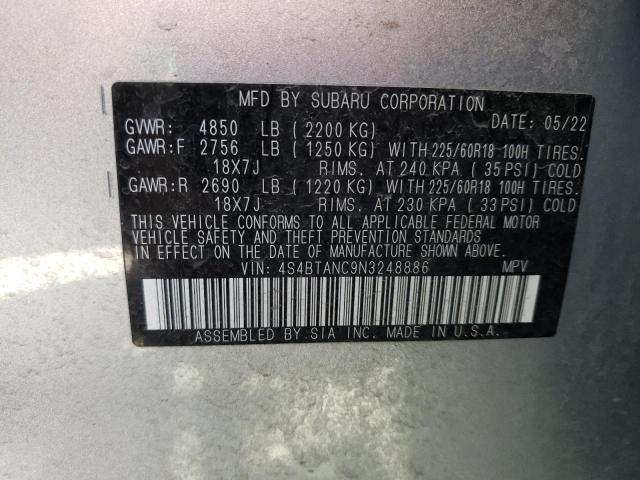 MFD BY SUBARU CORPORATION
DATE: 05/22
GVWR: 4850 LB (2200 KG)
GAWR:F 2756 LB (1250 KG) WITH 225/60R18 100H TIRES.
18X7J RIMS. AT 240 KPA (35 PSI) COLD
GAWR:R 2690 LB (1220 KG) WITH 225/60R18 100H TIRES.
18X7J RIMS. AT 230 KPA (33 PSI) COLD
THIS VEHICLE CONFORMS TO ALL APPLICABLE FEDERAL MOTOR
VEHICLE SAFETY AND THEFT PREVENTION STANDARDS
IN EFFECT ON THE DATE OF MANUFACTURE SHOWN ABOVE.
VIN: 4S4BTANC9N3248886 MPV
ASSEMBLED BY SIA INC. MADE IN U.S.A.